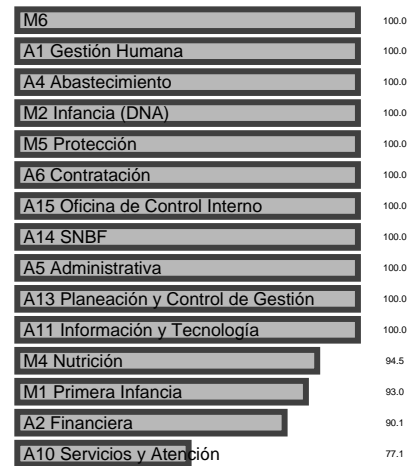 M6 100.0
A1 Gestión Humana 100.0
A4 Abastecimiento 100.0
M2 Infancia (DNA) 100.0
M5 Protección 100.0
A6 Contratación 100.0
A15 Oficina de Control Interno 100.0
A14 SNBF 100.0
A5 Administrativa 100.0
A13 Planeación y Control de Gestión 100.0
A11 Información y Tecnología 100.0
M4 Nutrición 94.5
M1 Primera Infancia 93.0
A2 Financiera 90.1
A10 Servicios y Atención 77.1